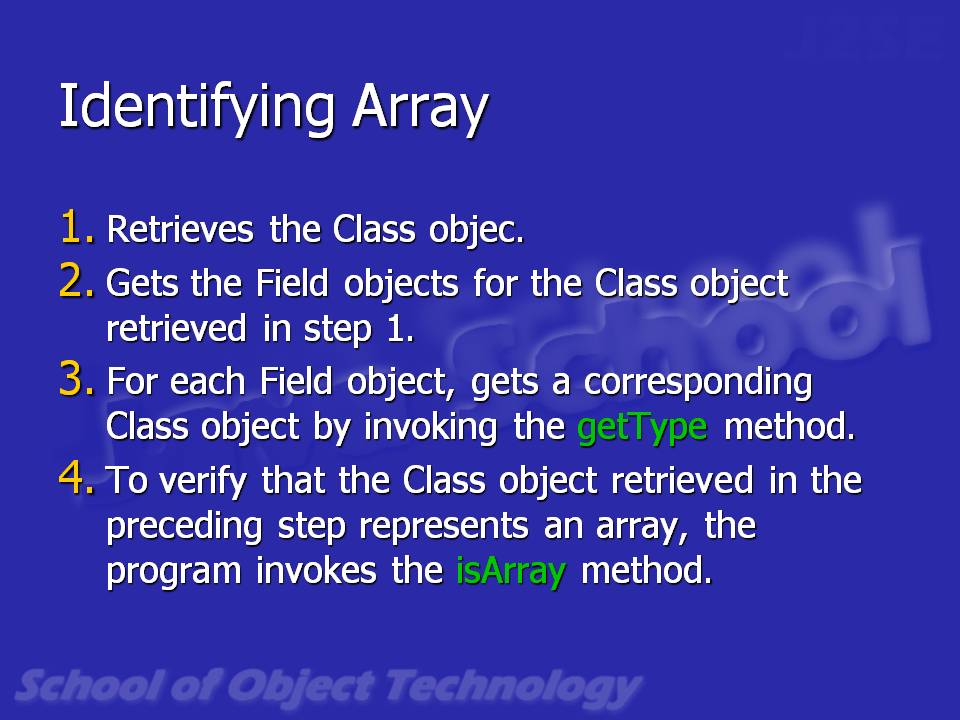 J2SE
Identifying Array
1. Retrieves the Class objec.
2. Gets the Field objects for the Class object
retrieved in step 1.
3. For each Field object, gets a corresponding
Class object by invoking the getType method.
4. To verify that the Class object retrieved in the
preceding step represents an array, the
program invokes the isArray method.
School
School of Object Technology